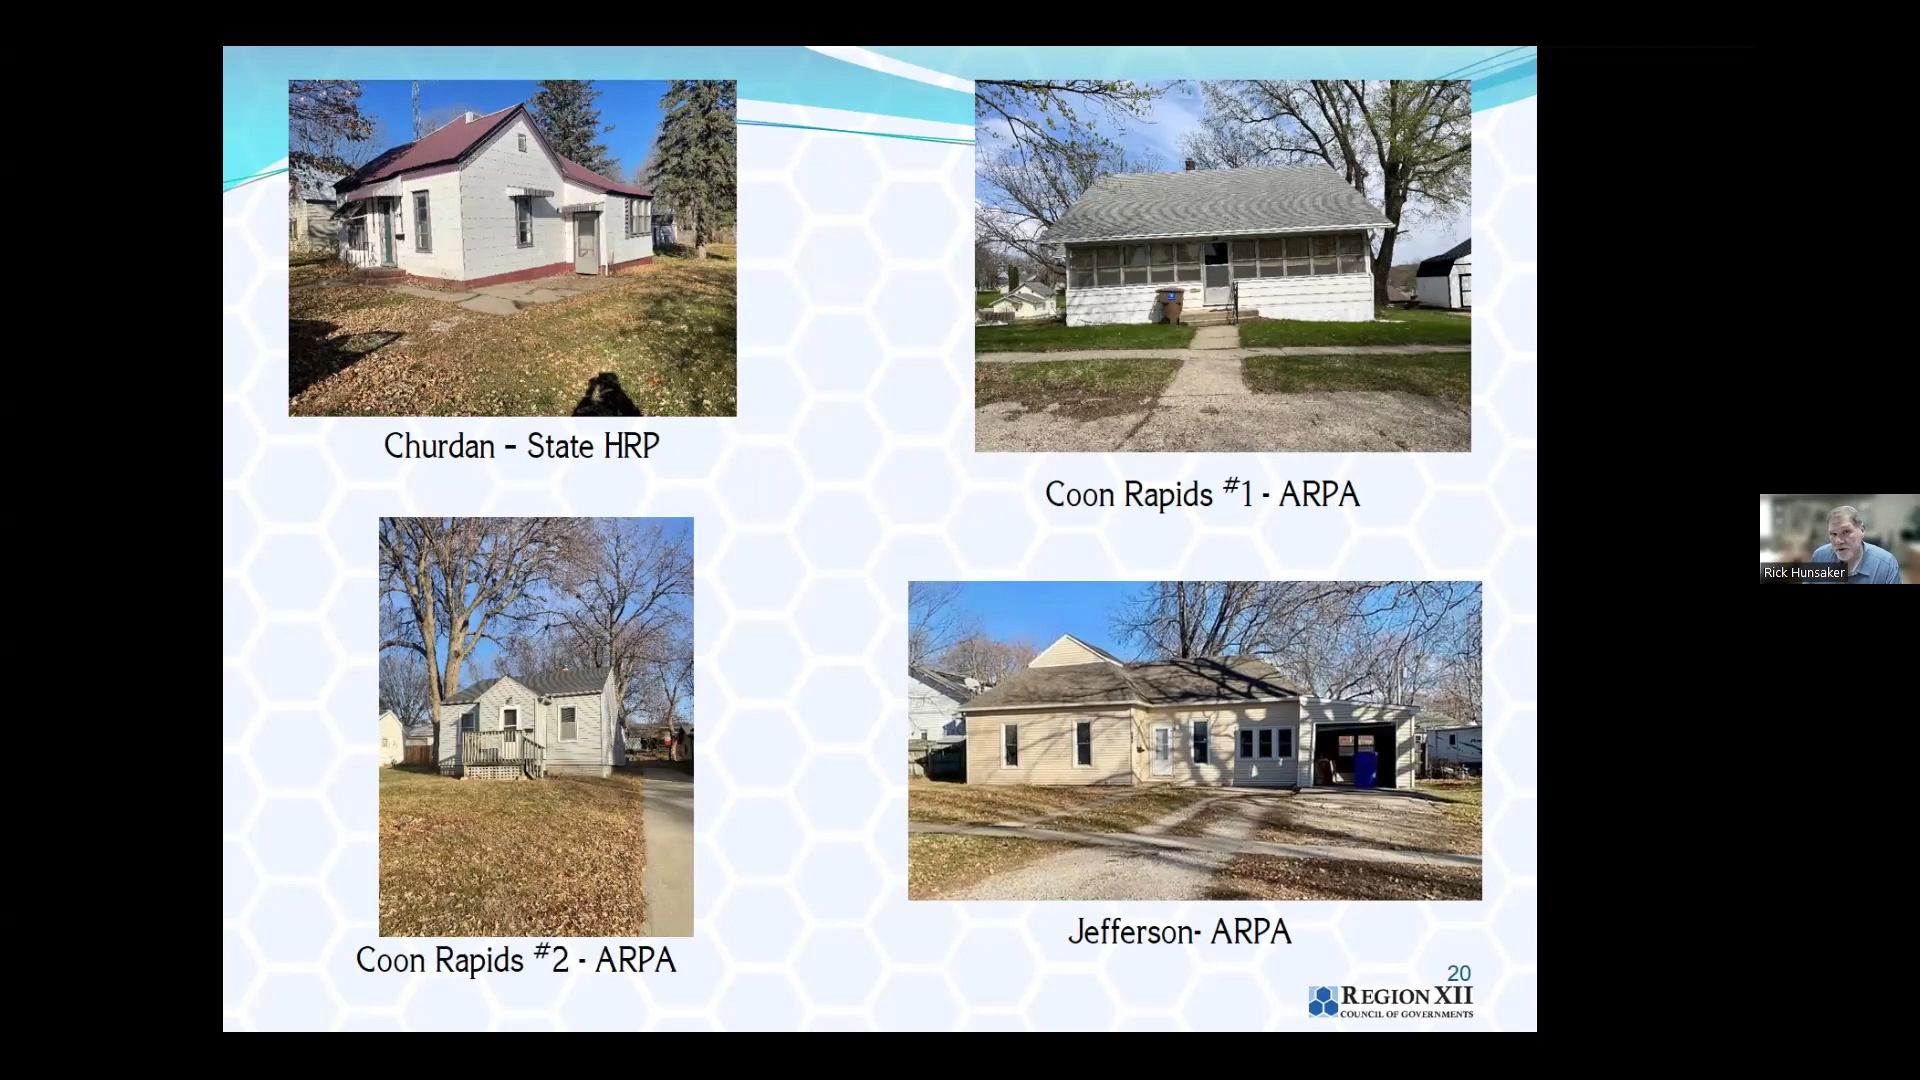 Churdan - State HRP
Coon Rapids #1 - ARPA
Coon Rapids #2 - ARPA
Jefferson- ARPA
20
REGION XII
COUNCIL OF GOVERNMENTS
Rick Hunsaker